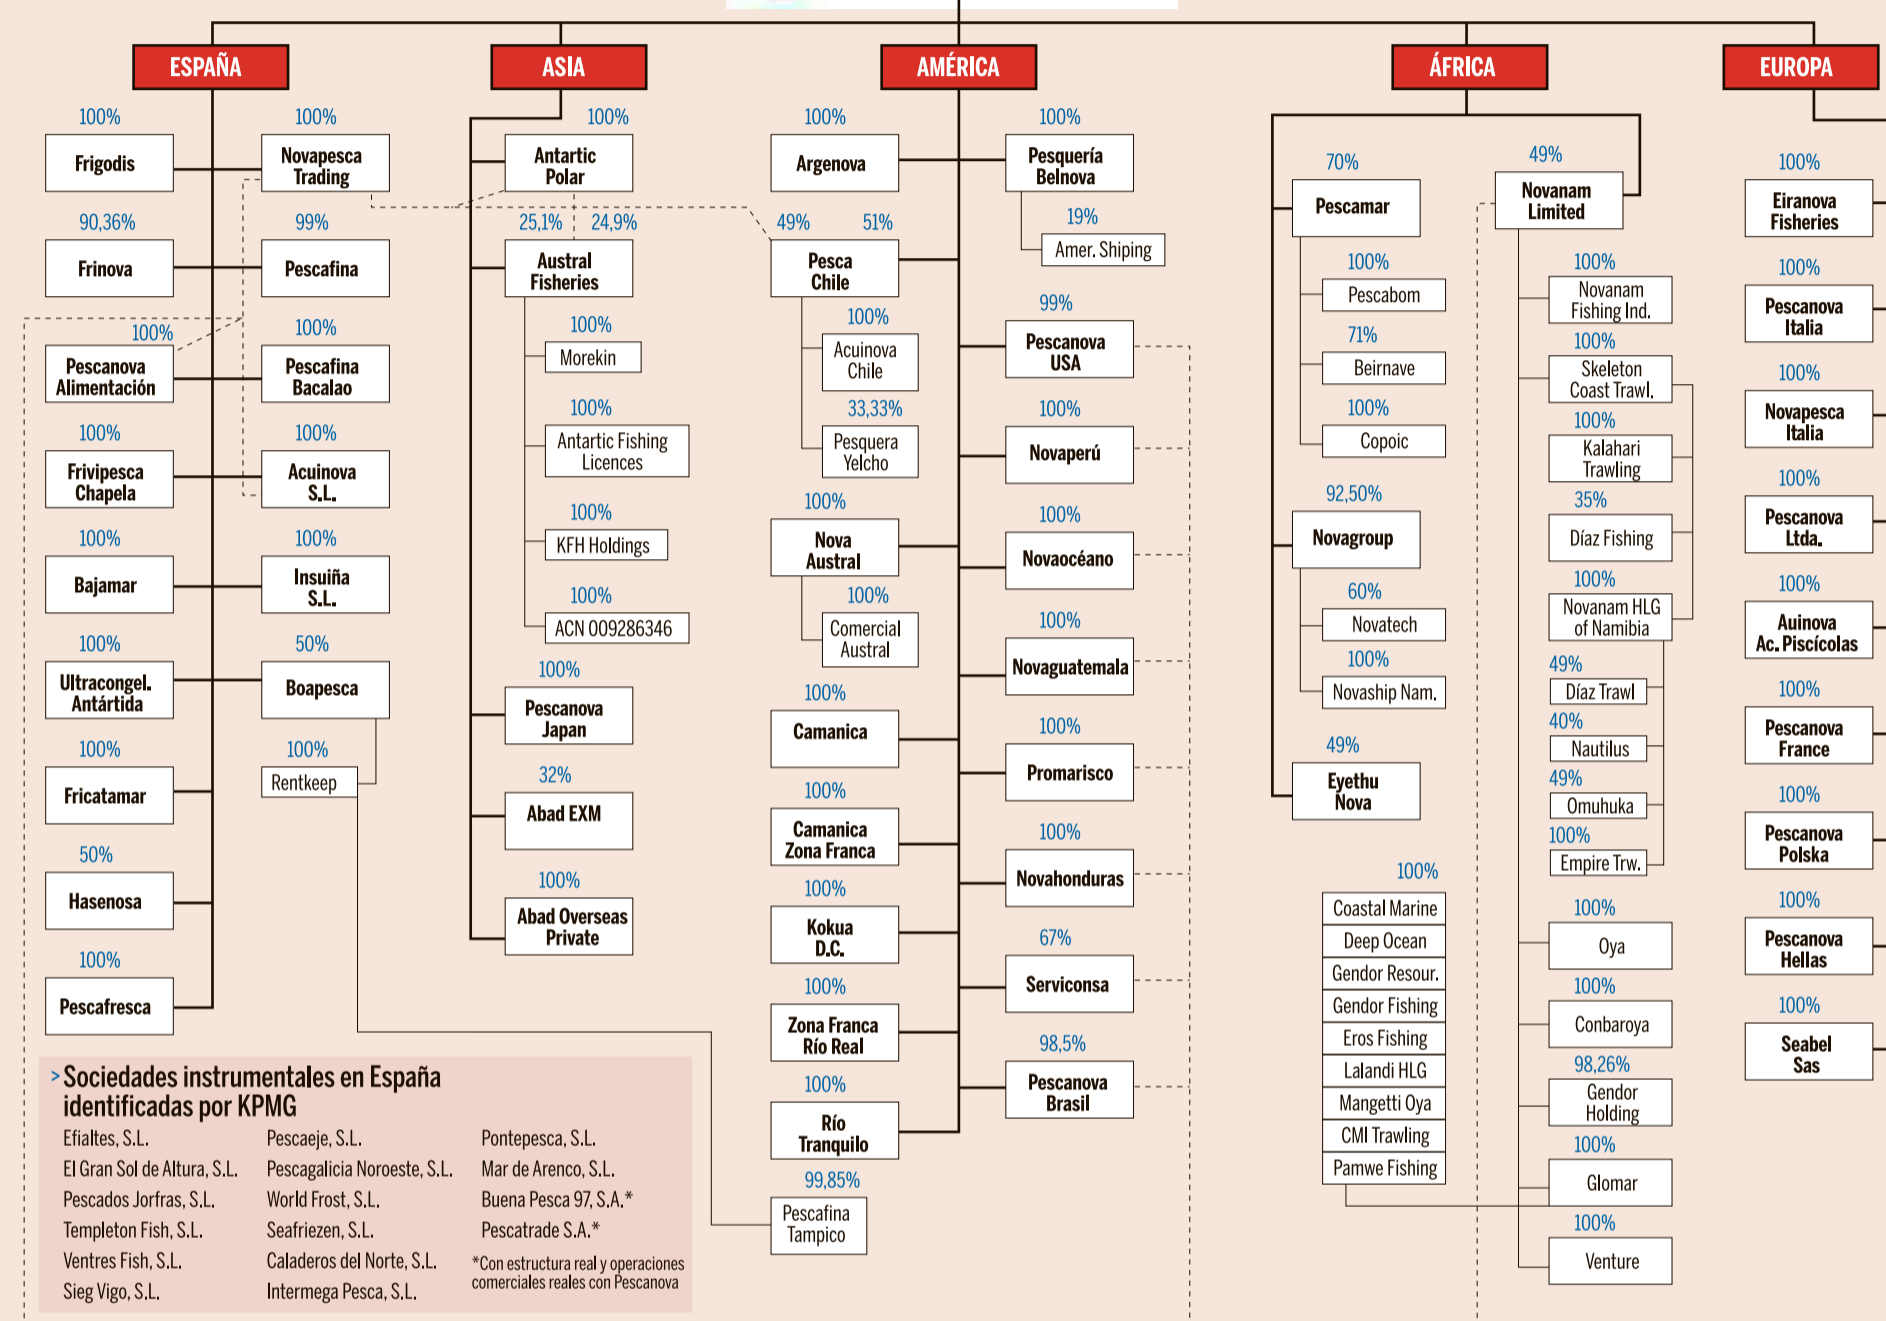 ESPAÑA
100%
Frigodis
100%
Novapesca
Trading
90,36%
Frinova
99%
Pescafina
100%
Pescanova
Alimentación
100%
Pescafina
Bacalao
100%
Frivipesca
Chapela
100%
Acuinova
S.L.
100%
Bajamar
100%
Insuiña
S.L.
100%
Ultracongel.
Antártida
50%
Boapesca
100%
Fricatamar
100%
Rentkeep
50%
Hasenosa
100%
Pescafresca
ASIA
100%
Antartic
Polar
25,1% 24,9%
Austral
Fisheries
100%
Morekin
100%
Antartic Fishing
Licences
100%
KFH Holdings
100%
ACN 009286346
100%
Pescanova
Japan
32%
Abad EXM
100%
Abad Overseas
Private
AMÉRICA
100%
Argenova
100%
Pesquería
Belnova
19%
Amer. Shiping
49% 51%
Pesca
Chile
100%
Acuinova
Chile
33,33%
Pesquera
Yelcho
99%
Pescanova
USA
100%
Novaperú
100%
Nova
Austral
100%
Comercial
Austral
100%
Novaocéano
100%
Novaguatemala
100%
Camanica
100%
Promarisco
100%
Camanica
Zona Franca
100%
Novahonduras
100%
Kokua
D.C.
67%
Serviconsa
100%
Zona Franca
Río Real
98,5%
Pescanova
Brasil
100%
Río
Tranquilo
99,85%
Pescafina
Tampico
ÁFRICA
70%
Pescamar
100%
Pescabom
71%
Beirnave
100%
Copoic
92,50%
Novagroup
60%
Novatech
100%
Novaship Nam.
49%
Eyethu
Nova
100%
Coastal Marine
Deep Ocean
Gendor Resour.
Gendor Fishing
Eros Fishing
Lalandi HLG
Mangetti Oya
CMI Trawling
Pamwe Fishing
49%
Novanam
Limited
100%
Novanam
Fishing Ind.
100%
Skeleton
Coast Trawl.
100%
Kalahari
Trawling
35%
Díaz Fishing
100%
Novanam HLG
of Namibia
49%
Díaz Trawl
40%
Nautilus
49%
Omuhuka
100%
Empire Trw.
100%
Oya
100%
Conbaroya
98,26%
Gendor
Holding
100%
Glomar
100%
Venture
EUROPA
100%
Eiranova
Fisheries
100%
Pescanova
Italia
100%
Novapesca
Italia
100%
Pescanova
Ltda.
100%
Auinova
Ac. Piscícolas
100%
Pescanova
France
100%
Pescanova
Polska
100%
Pescanova
Hellas
100%
Seabel
Sas
> Sociedades instrumentales en España
identificadas por KPMG
Efialtes, S.L.
El Gran Sol de Altura, S.L.
Pescados Jorfras, S.L.
Templeton Fish, S.L.
Ventres Fish, S.L.
Sieg Vigo, S.L.
Pescaeje, S.L.
Pescagalicia Noroeste, S.L.
World Frost, S.L.
Seafriezen, S.L.
Caladeros del Norte, S.L.
Intermega Pesca, S.L.
Pontepesca, S.L.
Mar de Arenco, S.L.
Buena Pesca 97, S.A.*
Pescatrade S.A.*
*Con estructura real y operaciones
comerciales reales con Pescanova